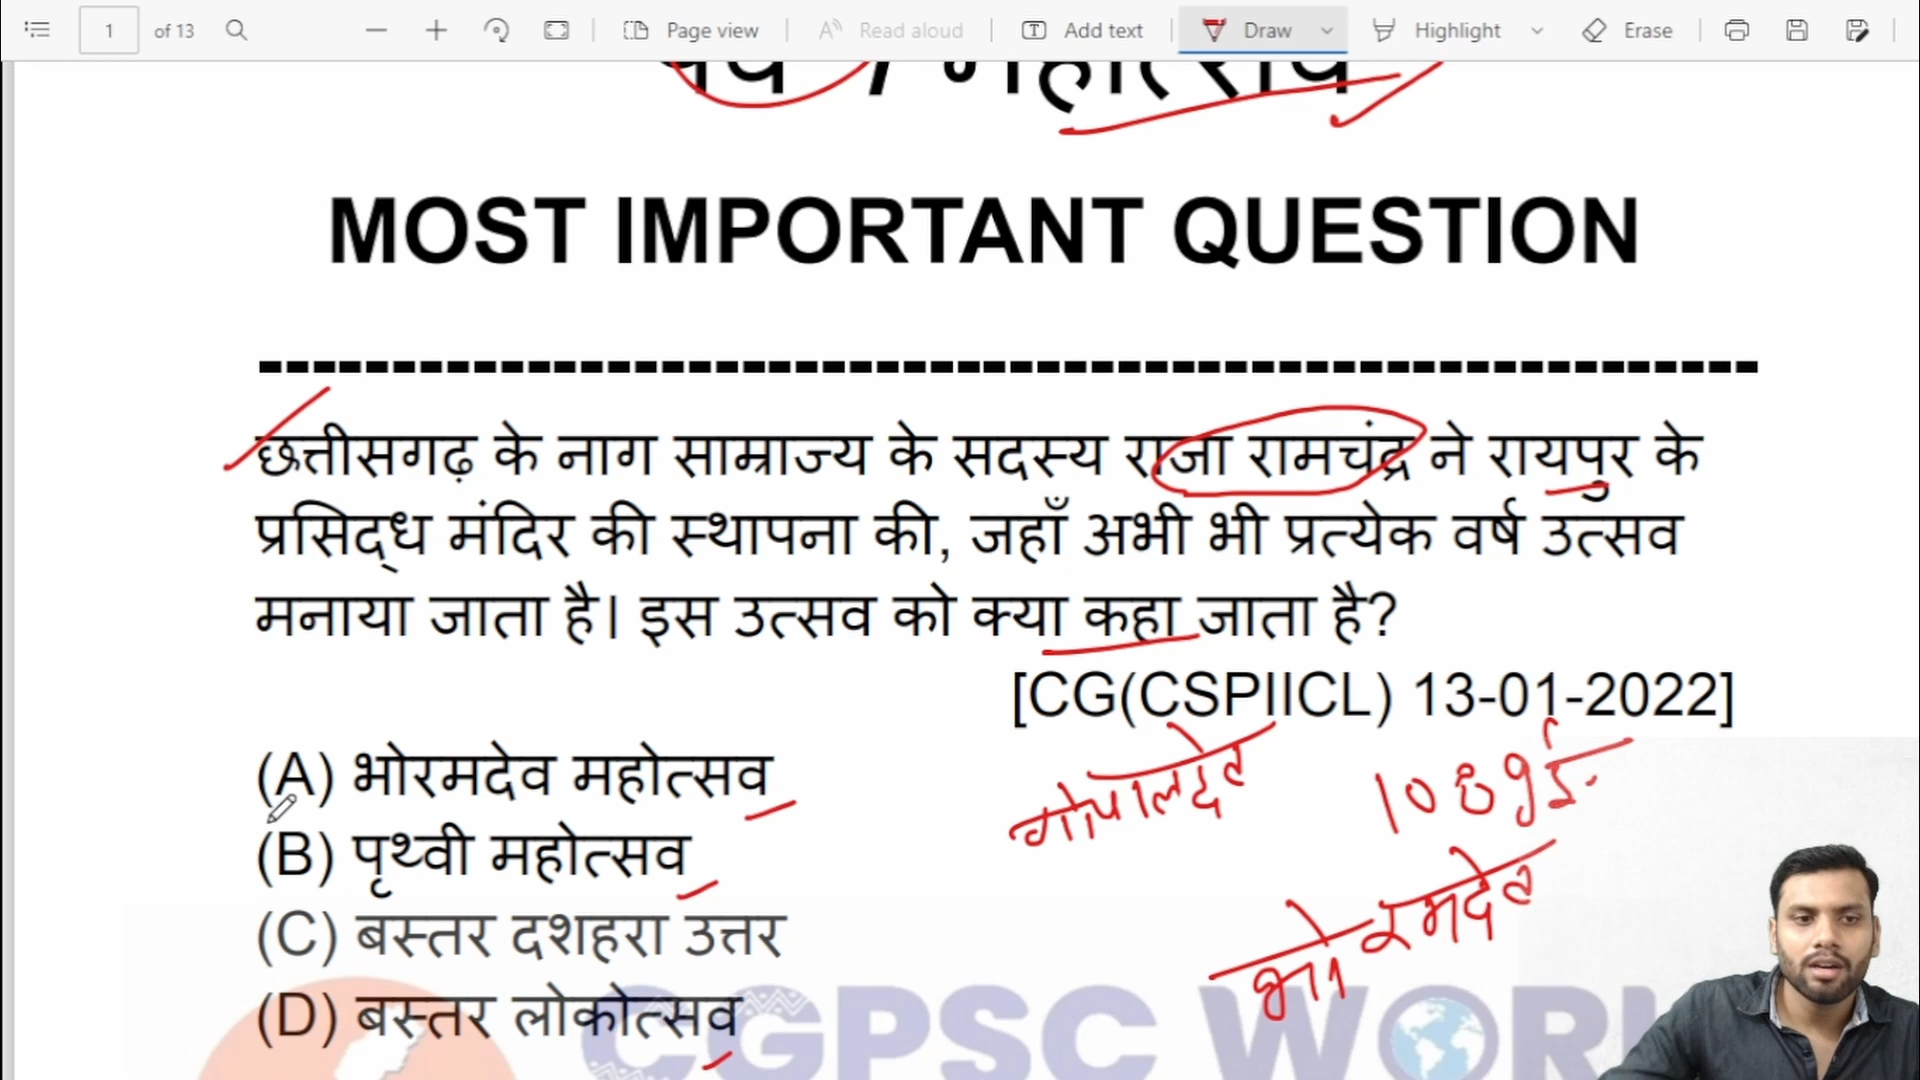 1 of 13 Page view Read aloud Add text Draw Highlight Erase
MOST IMPORTANT QUESTION
छत्तीसगढ़ के नाग साम्राज्य के सदस्य राजा रामचंद्र ने रायपुर के
प्रसिद्ध मंदिर की स्थापना की, जहाँ अभी भी प्रत्येक वर्ष उत्सव
मनाया जाता है। इस उत्सव को क्या कहा जाता है?
[CG(CSPIICL) 13-01-2022]
(A) भोरमदेव महोत्सव
गोपालदेव 1089ई.
(B) पृथ्वी महोत्सव
भोरमदेव
(C) बस्तर दशहरा उत्तर
(D) बस्तर लोकोत्सव
CGPSC